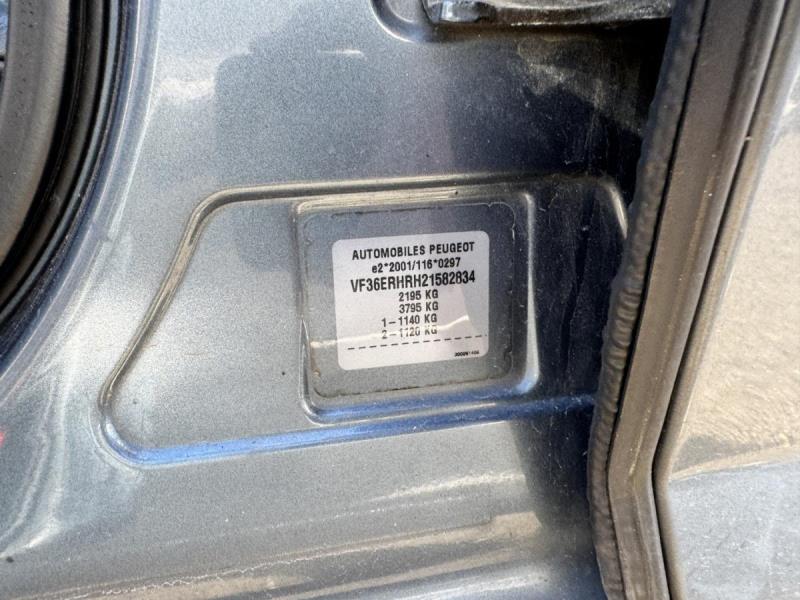 AUTOMOBILES PEUGEOT
e2*2001/116*0297
VF36ERHRH21582834
2195 KG
3795 KG
1-1140 KG
2-1120 KG